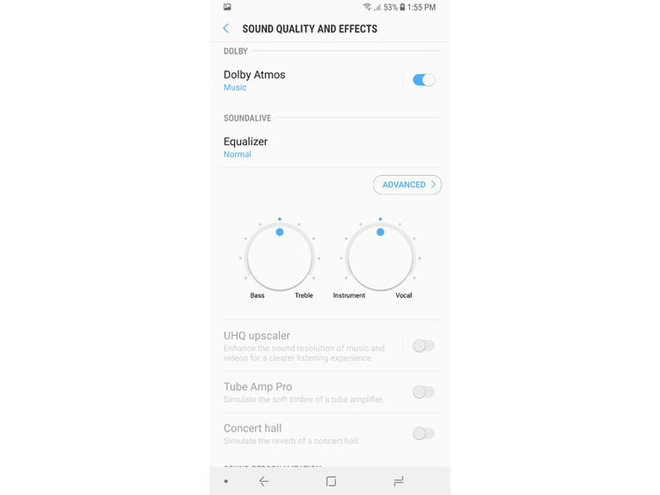 53% 1:55 PM
SOUND QUALITY AND EFFECTS
DOLBY
Dolby Atmos
Music
SOUNDALIVE
Equalizer
Normal
ADVANCED
Bass Treble Instrument Vocal
UHQ upscaler
Enhance the sound resolution of music and
videos for a clearer listening experience.
Tube Amp Pro
Simulate the soft timbre of a tube amplifier.
Concert hall
Simulate the reverb of a concert hall.